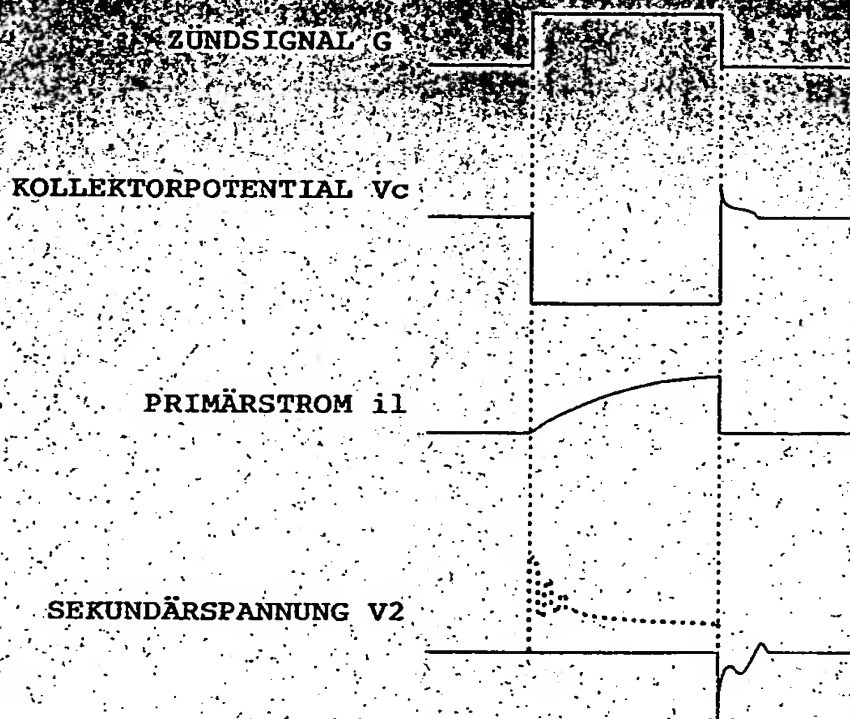 ZÜNDSIGNAL G
KOLLEKTORPOTENTIAL Vc
PRIMÄRSTROM i1
SEKUNDÄRSPANNUNG V2